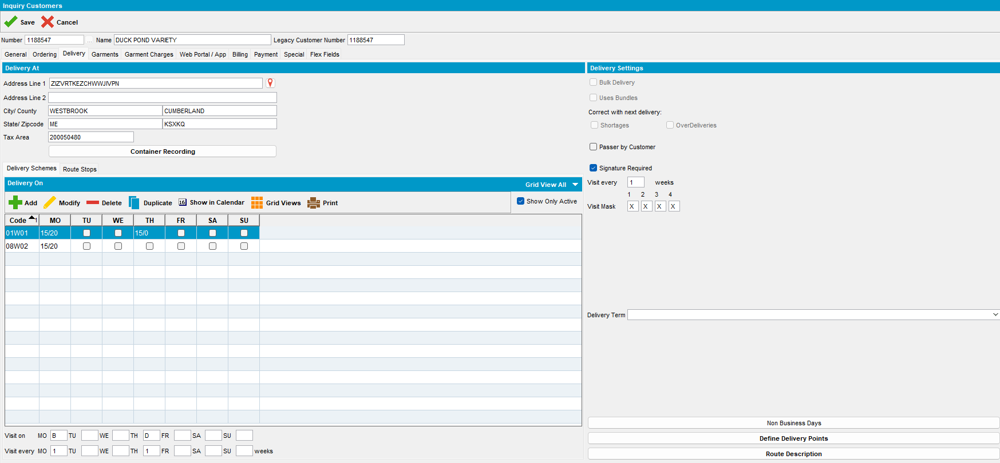 Inquiry Customers
Save Cancel
Number 1188547 ... Name DUCK POND VARIETY Legacy Customer Number 1188547
General Ordering Delivery Garments Garment Charges Web Portal / App Billing Payment Special Flex Fields
Delivery At
Address Line 1 ZIZVRTKEZCHWWJIVPN
Address Line 2
City/ County WESTBROOK CUMBERLAND
State/ Zipcode ME KSXKQ
Tax Area 200050480
Container Recording
Delivery Schemes Route Stops
Delivery On Grid View All
Add Modify Delete Duplicate 16 Show in Calendar Grid Views Print Show Only Active
Code 1 MO TU WE TH FR SA SU
01W01 15/20 15/0
08W02 15/20
Visit on MO B TU WE TH D FR SA SU
Visit every MO 1 TU WE TH 1 FR SA SU weeks
Delivery Settings
Bulk Delivery
Uses Bundles
Correct with next delivery:
Shortages OverDeliveries
Passer by Customer
Signature Required
Visit every 1 weeks
1 2 3 4
Visit Mask X X X X
Delivery Term
Non Business Days
Define Delivery Points
Route Description